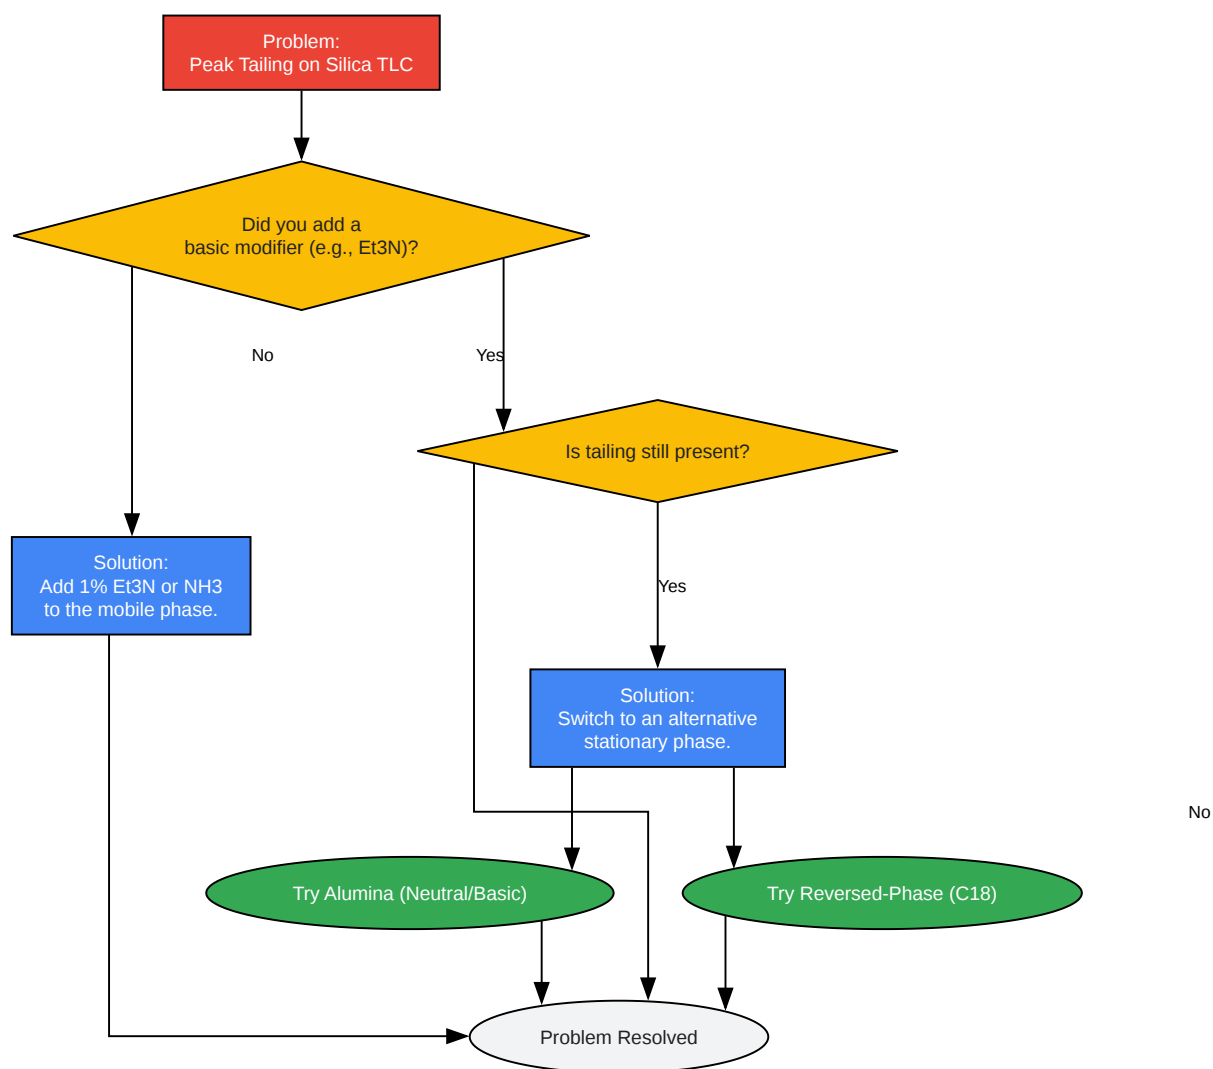 Problem:
Peak Tailing on Silica TLC
Did you add a
basic modifier (e.g., Et3N)?
No
Yes
Is tailing still present?
Solution:
Add 1% Et3N or NH3
to the mobile phase.
Yes
Solution:
Switch to an alternative
stationary phase.
No
Try Alumina (Neutral/Basic)
Try Reversed-Phase (C18)
Problem Resolved